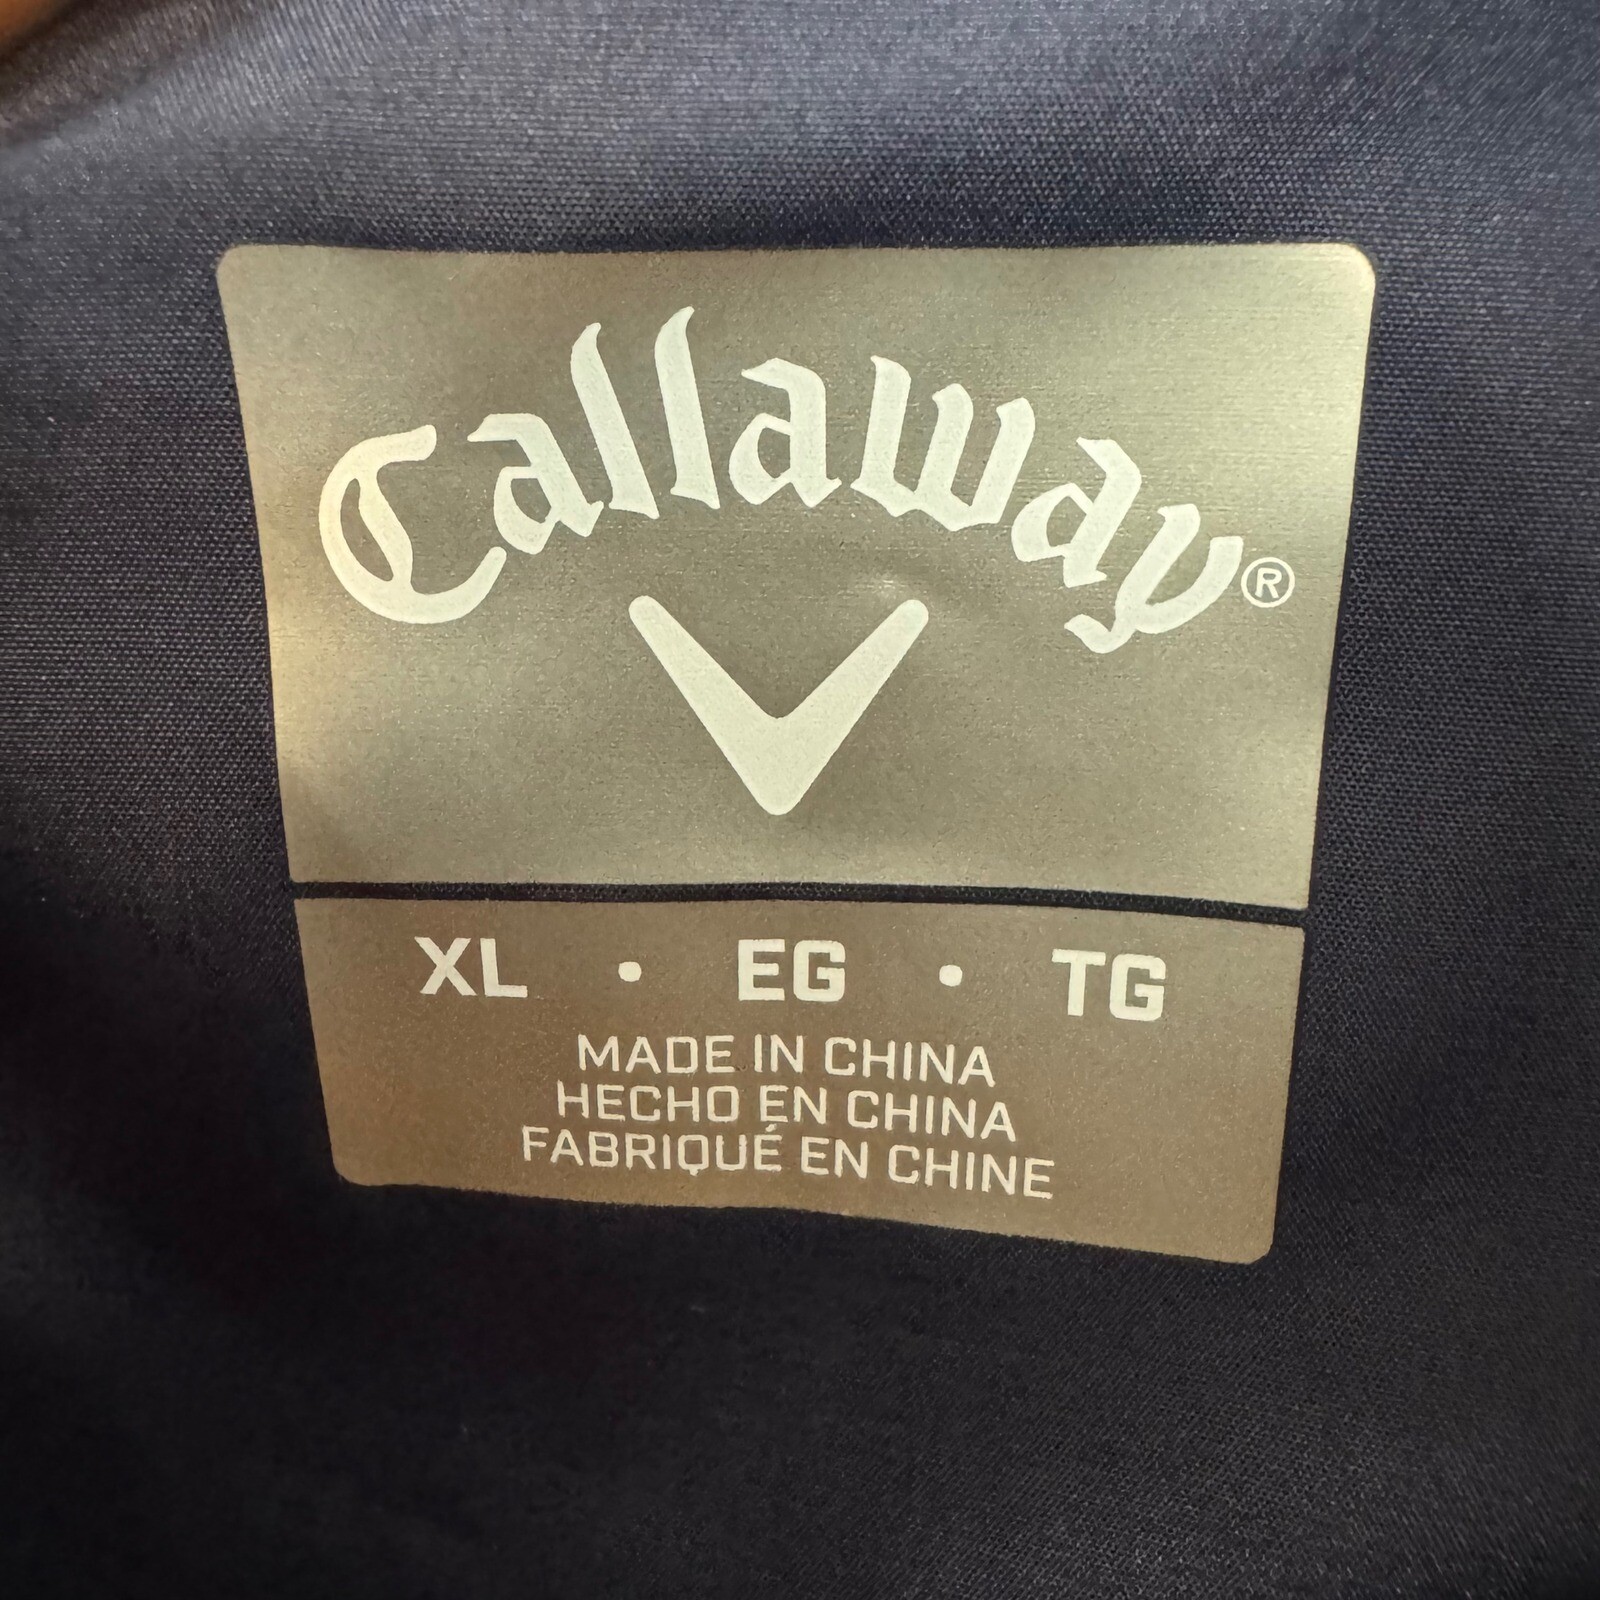 Callaway®
XL • EG • TG
MADE IN CHINA
HECHO EN CHINA
FABRIQUÉ EN CHINE